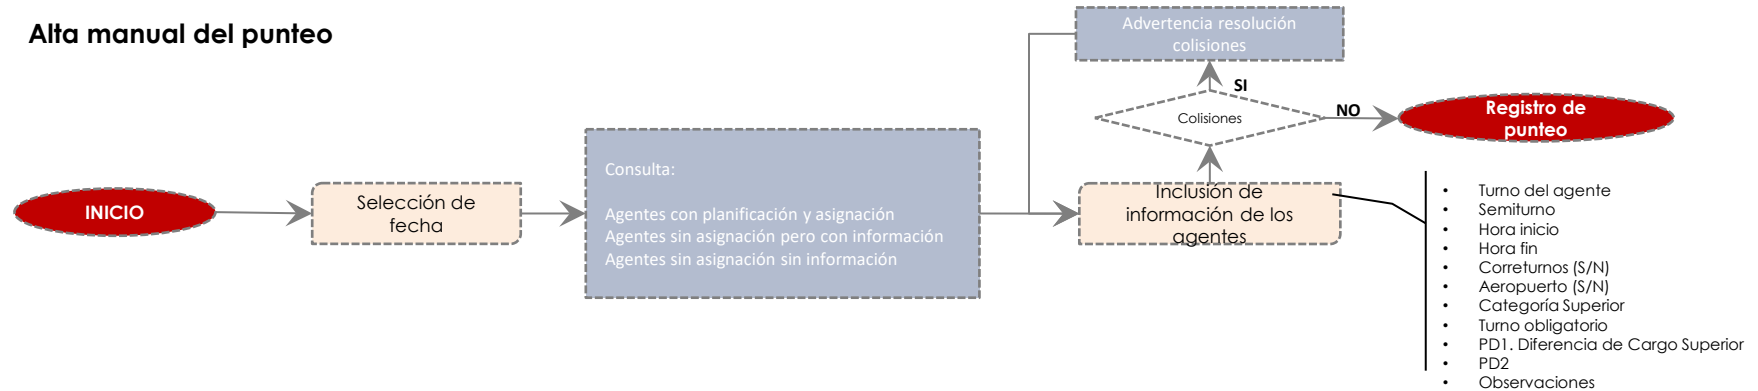 Alta manual del punteo
INICIO
Selección de
fecha
Consulta:
Agentes con planificación y asignación
Agentes sin asignación pero con información
Agentes sin asignación sin información
Inclusión de
información de los
agentes
Colisiones
SI
Advertencia resolución
colisiones
NO
Registro de
punteo
• Turno del agente
• Semiturno
• Hora inicio
• Hora fin
• Correturnos (S/N)
• Aeropuerto (S/N)
• Categoría Superior
• Turno obligatorio
• PD1. Diferencia de Cargo Superior
• PD2
• Observaciones